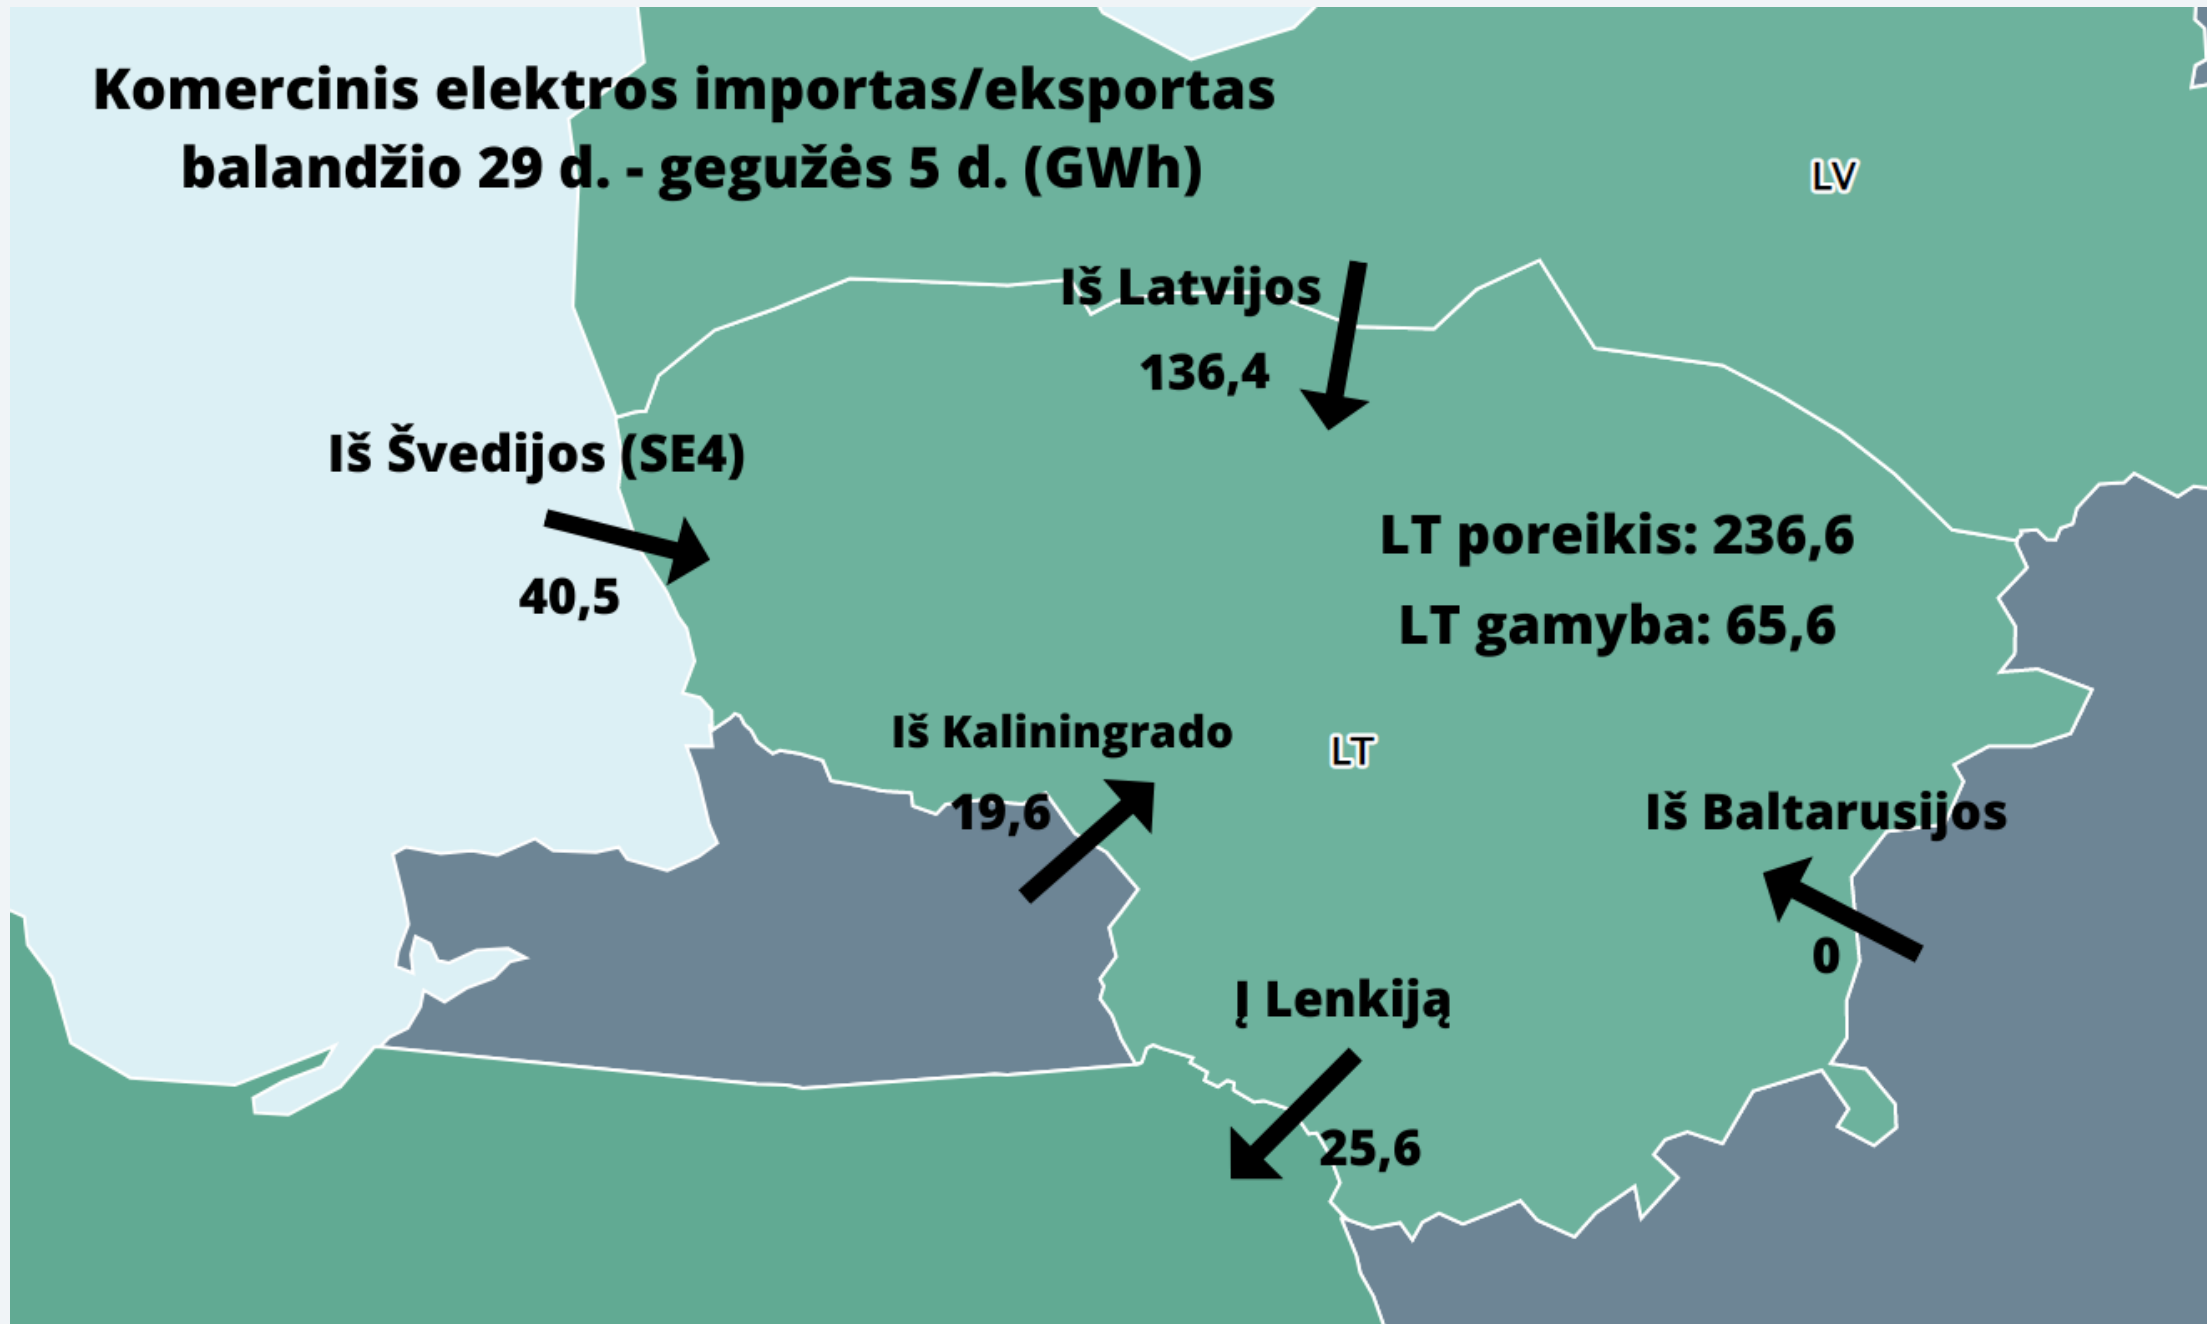 Komercinis elektros importas/eksportas
balandžio 29 d. - gegužės 5 d. (GWh)
LV
Iš Latvijos
136,4
Iš Švedijos (SE4)
40,5
LT poreikis: 236,6
LT gamyba: 65,6
Iš Kaliningrado
19,6
LT
Iš Baltarusijos
0
Į Lenkiją
25,6